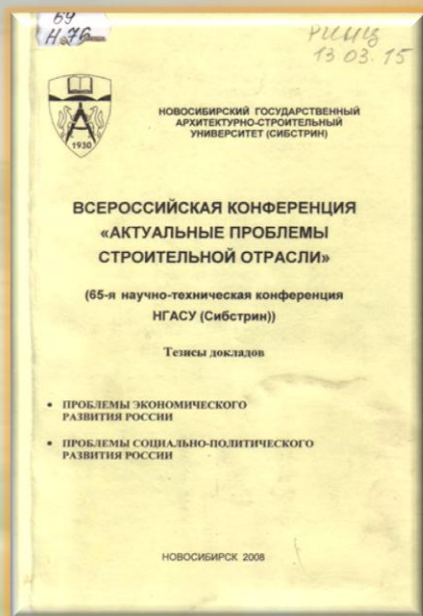 69
Н 76
РИНЦ
13 03. 15
1930
НОВОСИБИРСКИЙ ГОСУДАРСТВЕННЫЙ
АРХИТЕКТУРНО-СТРОИТЕЛЬНЫЙ
УНИВЕРСИТЕТ (СИБСТРИН)
ВСЕРОССИЙСКАЯ КОНФЕРЕНЦИЯ
«АКТУАЛЬНЫЕ ПРОБЛЕМЫ
СТРОИТЕЛЬНОЙ ОТРАСЛИ»
(65-я научно-техническая конференция
НГАСУ (Сибстрин))
Тезисы докладов
• ПРОБЛЕМЫ ЭКОНОМИЧЕСКОГО
РАЗВИТИЯ РОССИИ
• ПРОБЛЕМЫ СОЦИАЛЬНО-ПОЛИТИЧЕСКОГО
РАЗВИТИЯ РОССИИ
НОВОСИБИРСК 2008